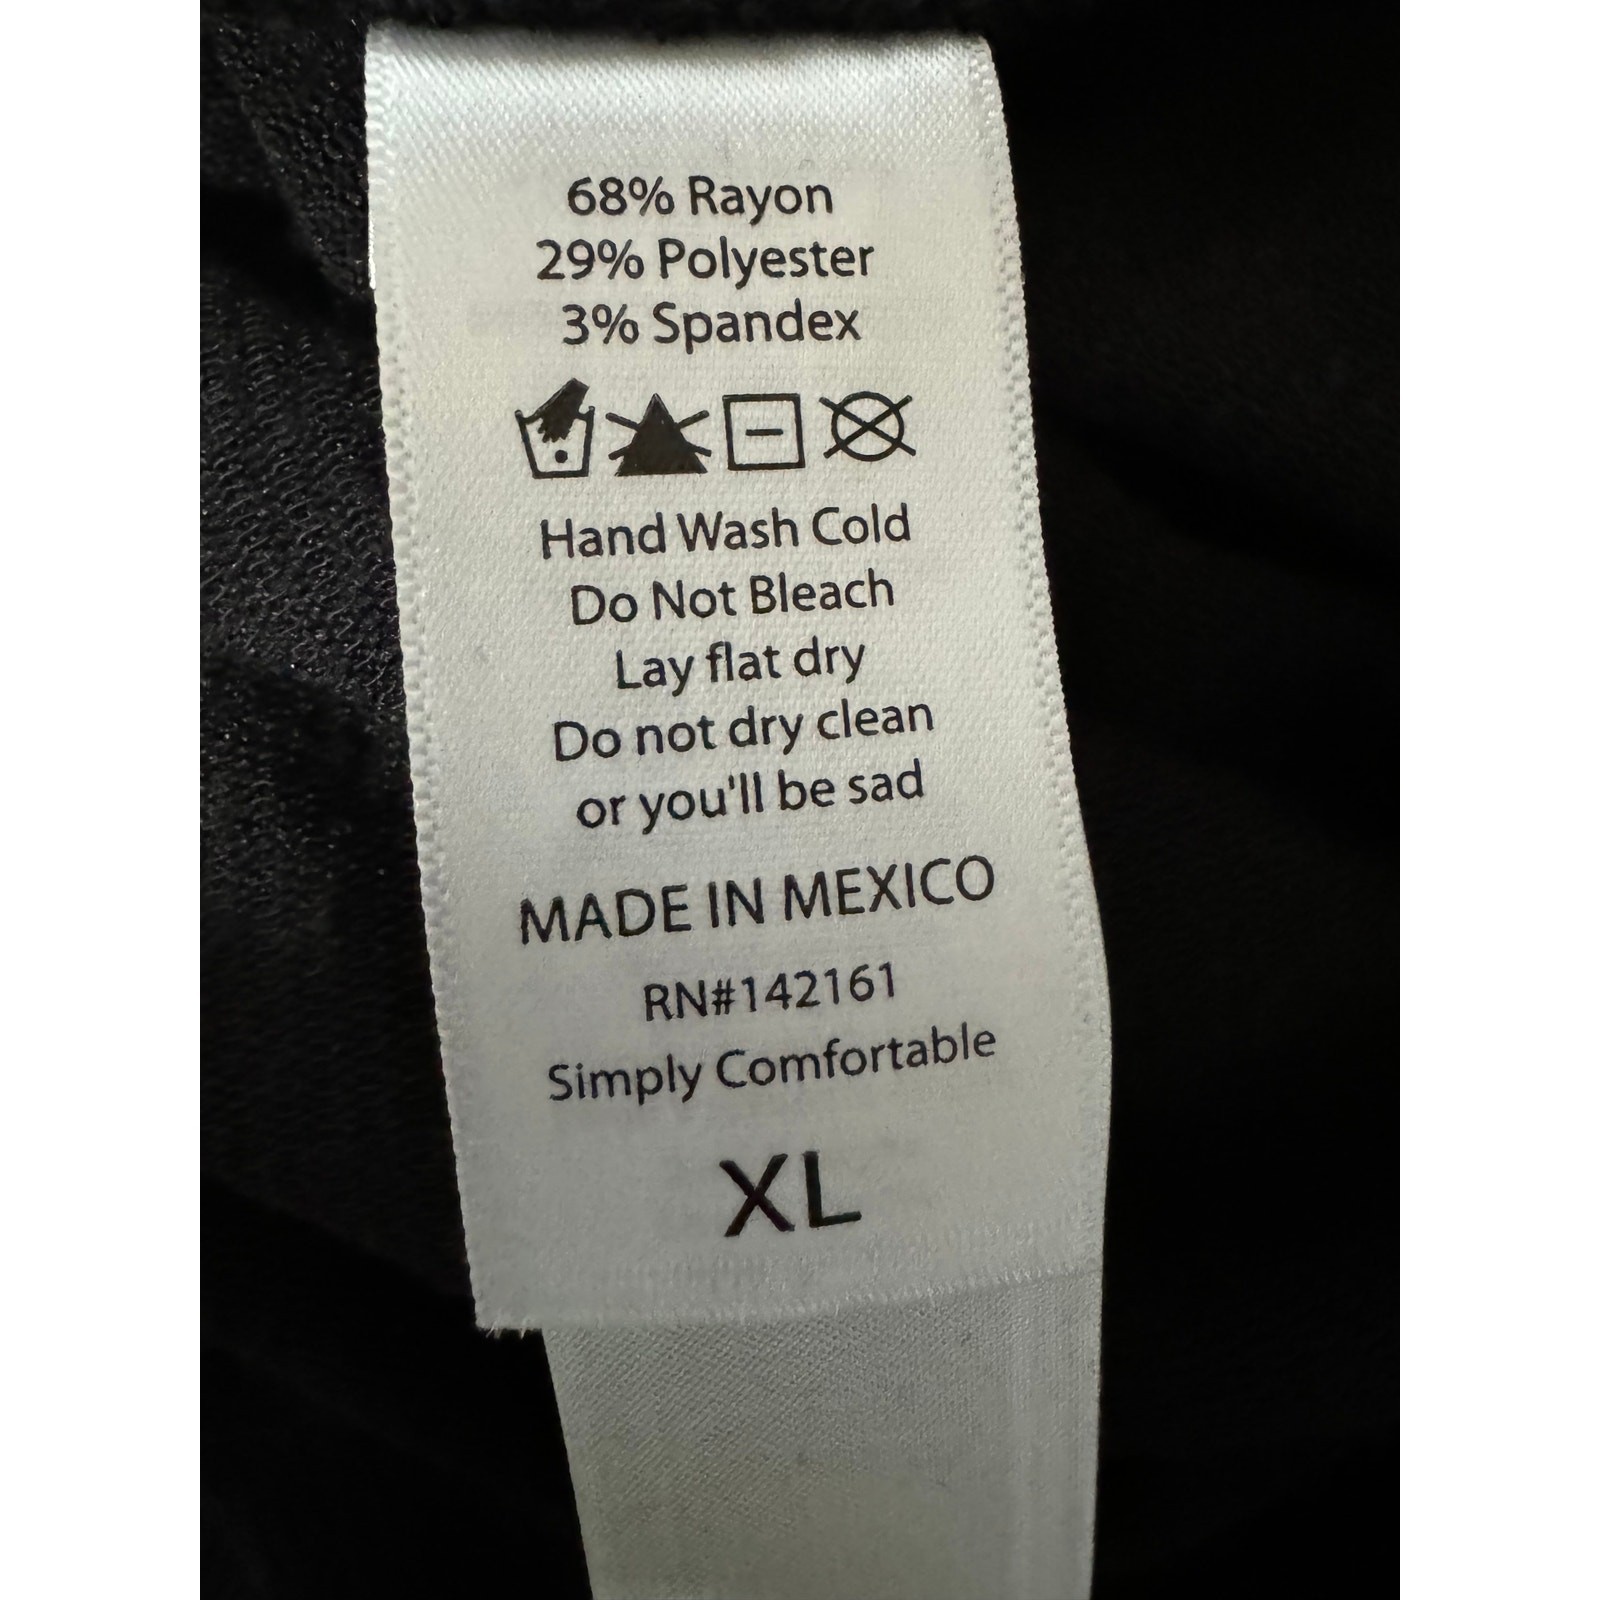 68% Rayon
29% Polyester
3% Spandex
Hand Wash Cold
Do Not Bleach
Lay flat dry
Do not dry clean
or you'll be sad
MADE IN MEXICO
RN#142161
Simply Comfortable
XL